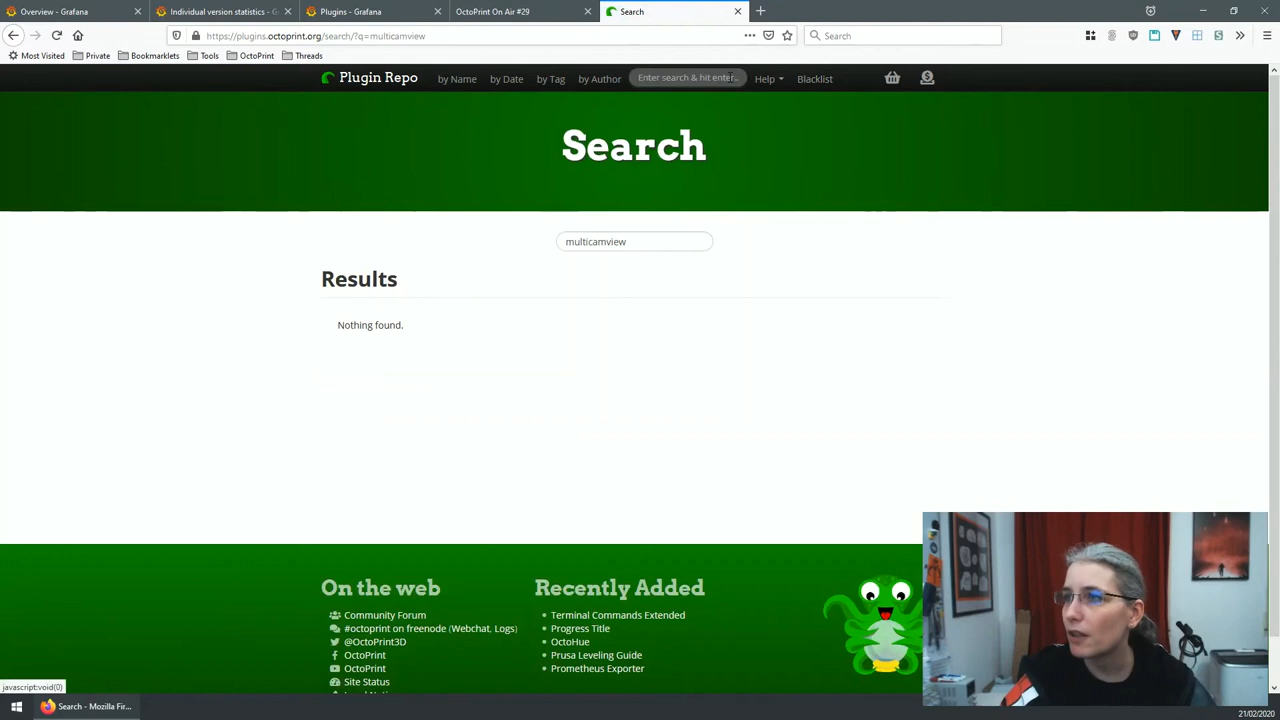 Overview - Grafana
Individual version statistics - G
Plugins - Grafana
OctoPrint On Air #29
Search
https://plugins.octoprint.org/search/?q=multicamview
Search
Most Visited
Private
Bookmarklets
Tools
OctoPrint
Threads
Plugin Repo
by Name
by Date
by Tag
by Author
Enter search & hit enter...
Help
Blacklist
Search
multicamview
Results
Nothing found.
On the web
Community Forum
#octoprint on freenode (Webchat, Logs)
@OctoPrint3D
OctoPrint
OctoPrint
Site Status
Recently Added
Terminal Commands Extended
Progress Title
OctoHue
Prusa Leveling Guide
Prometheus Exporter
javascript:void(0)
Search - Mozilla Fir...
21/02/2020